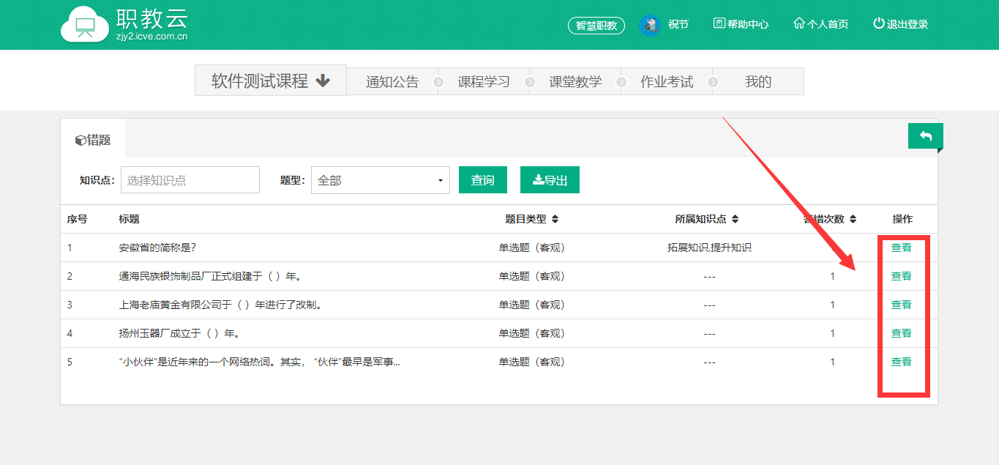 职教云
zjy2.icve.com.cn
智慧职教 祝节 帮助中心 个人首页 退出登录
软件测试课程 通知公告 课程学习 课堂教学 作业考试 我的
错题
知识点: 选择知识点 题型: 全部 查询 导出
序号 标题 题目类型 所属知识点 答错次数 操作
1 安徽省的简称是? 单选题（客观） 拓展知识,提升知识 查看
2 通海民族银饰制品厂正式组建于（ ）年。 单选题（客观） --- 1 查看
3 上海老庙黄金有限公司于（ ）年进行了改制。 单选题（客观） --- 1 查看
4 扬州玉器厂成立于（ ）年。 单选题（客观） --- 1 查看
5 “小伙伴”是近年来的一个网络热词。其实， “伙伴”最早是军事... 单选题（客观） --- 1 查看